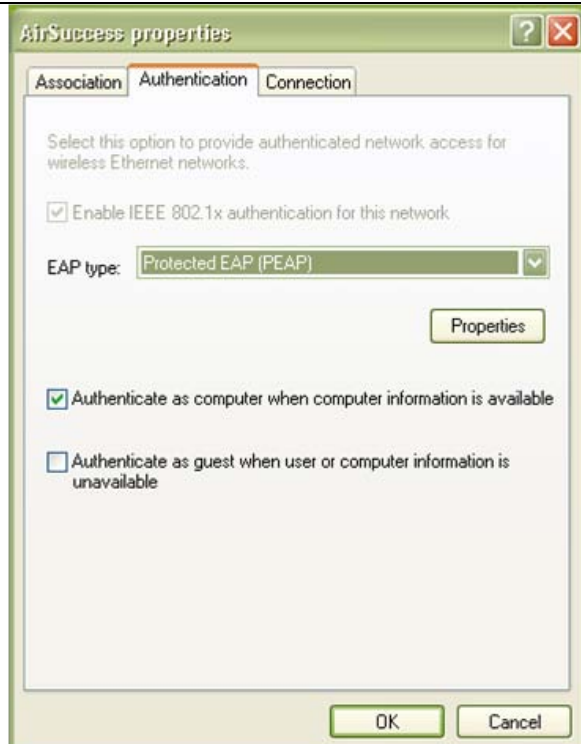 AirSuccess properties
Association Authentication Connection
Select this option to provide authenticated network access for
wireless Ethernet networks.
Enable IEEE 802.1x authentication for this network
EAP type: Protected EAP (PEAP)
Properties
Authenticate as computer when computer information is available
Authenticate as guest when user or computer information is
unavailable
OK Cancel